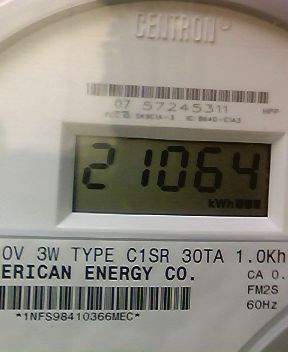 CENTRON
07 57245311
21064
kWh
0V 3W TYPE C1SR 30TA 1.0Kh
ERICAN ENERGY CO.
CA 0.
FM2S
60Hz
*1NFS98410366MEC*